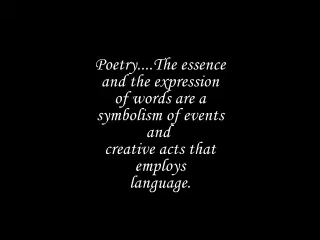 Poetry....The essence
and the expression
of words are a
symbolism of events
and
creative acts that
employs
language.